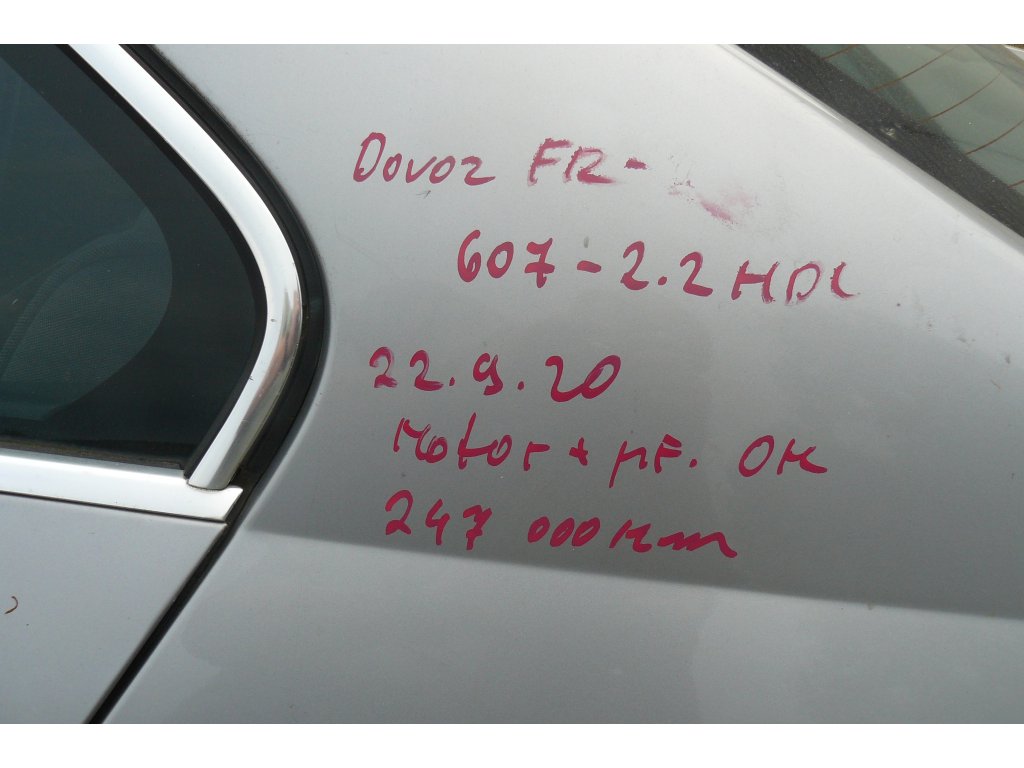 Dovoz FR-
607-2.2 HDI
22.9.20
Motor + př. OK
247 000 km